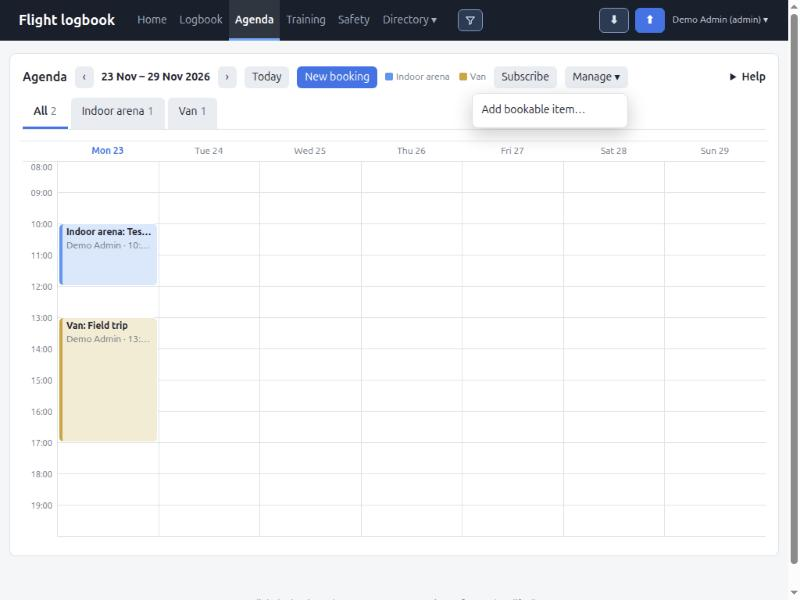 Flight logbook Home Logbook Agenda Training Safety Directory ▾ ⬇ ⬆ Demo Admin (admin) ▾
Agenda ‹ 23 Nov – 29 Nov 2026 › Today New booking Indoor arena Van Subscribe Manage ▾ ▶ Help
All 2 Indoor arena 1 Van 1
Add bookable item…
Mon 23 Tue 24 Wed 25 Thu 26 Fri 27 Sat 28 Sun 29
08:00
09:00
10:00
Indoor arena: Tes…
Demo Admin · 10:…
11:00
12:00
13:00
Van: Field trip
Demo Admin · 13:…
14:00
15:00
16:00
17:00
18:00
19:00